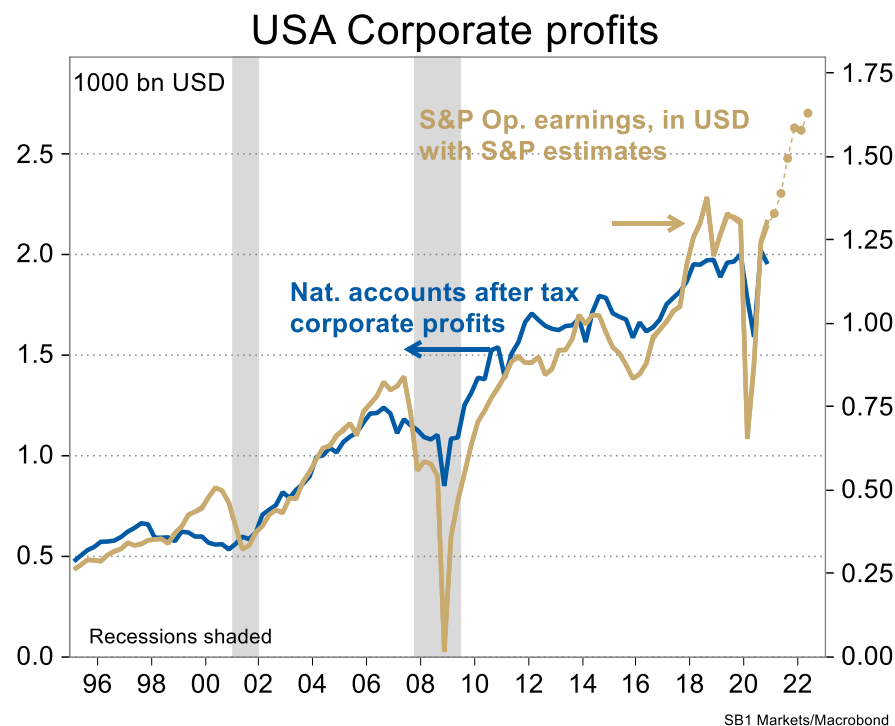 USA Corporate profits
1000 bn USD
S&P Op. earnings, in USD
with S&P estimates
Nat. accounts after tax
corporate profits
Recessions shaded
2.5
2.0
1.5
1.0
0.5
0.0
1.75
1.50
1.25
1.00
0.75
0.50
0.25
0.00
96 98 00 02 04 06 08 10 12 14 16 18 20 22
SB1 Markets/Macrobond